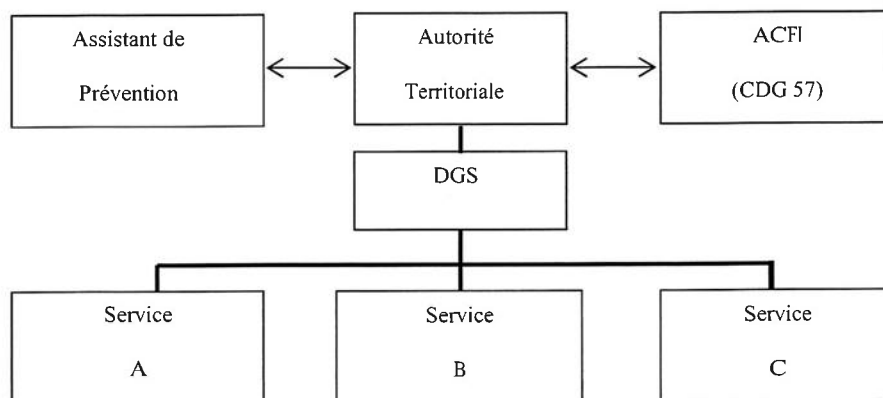 Assistant de
Prévention
Autorité
Territoriale
ACFI
(CDG 57)
DGS
Service
A
Service
B
Service
C